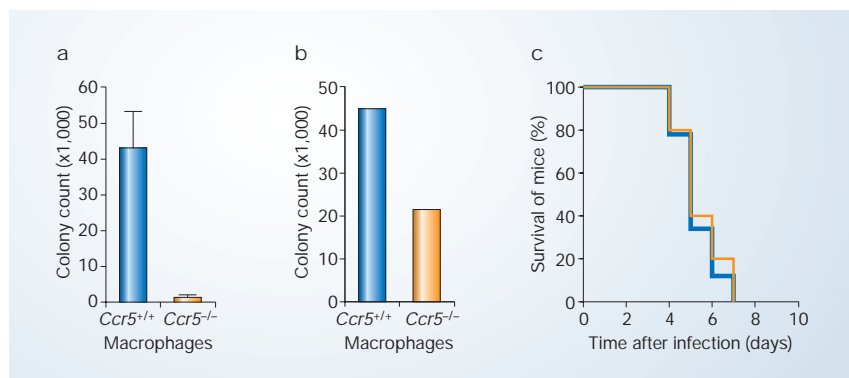 a
Colony count (x1,000)
60
50
40
30
20
10
0
Ccr5+/+ Ccr5–/–
Macrophages
b
Colony count (x1,000)
50
40
30
20
10
0
Ccr5+/+ Ccr5–/–
Macrophages
c
Survival of mice (%)
100
80
60
40
20
0
0 2 4 6 8 10
Time after infection (days)